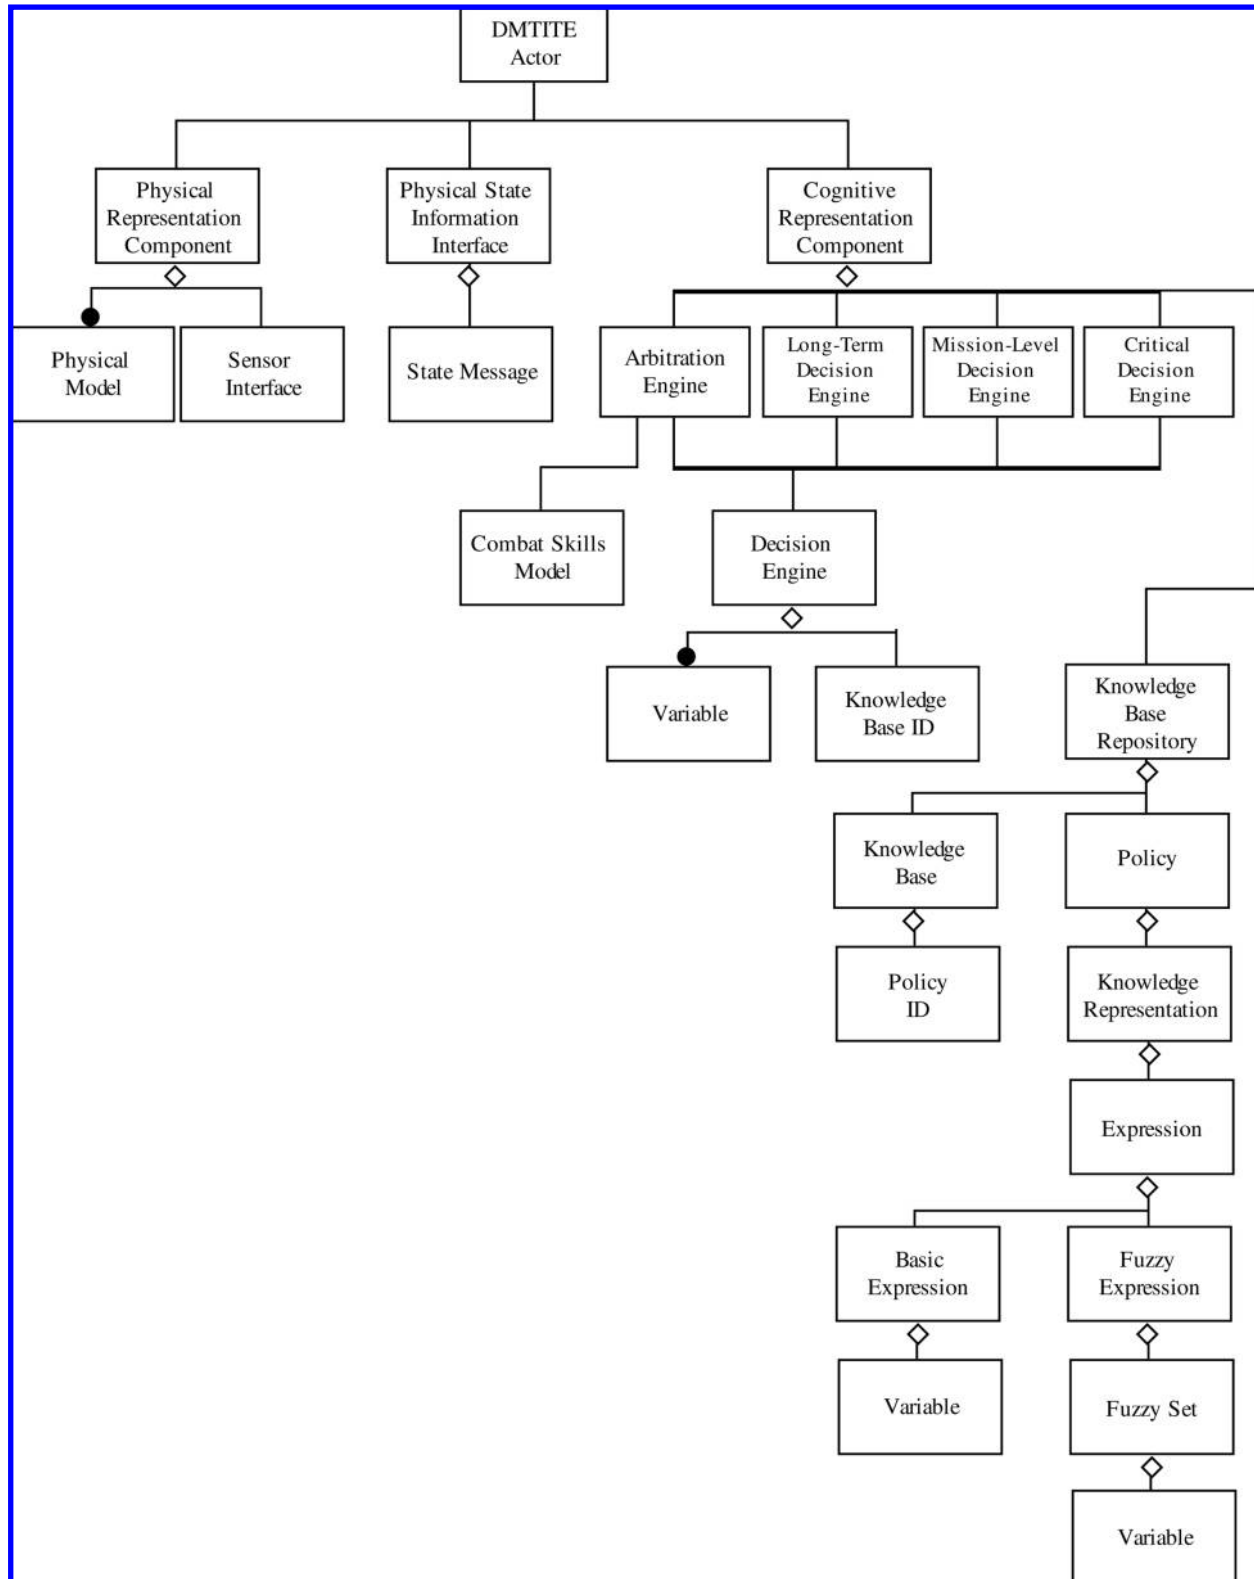 DMTITE
Actor
Physical
Representation
Component
Physical State
Information
Interface
Cognitive
Representation
Component
Physical
Model
Sensor
Interface
State Message
Arbitration
Engine
Long-Term
Decision
Engine
Mission-Level
Decision
Engine
Critical
Decision
Engine
Combat Skills
Model
Decision
Engine
Variable
Knowledge
Base ID
Knowledge
Base
Repository
Knowledge
Base
Policy
Policy
ID
Knowledge
Representation
Expression
Basic
Expression
Fuzzy
Expression
Variable
Fuzzy Set
Variable